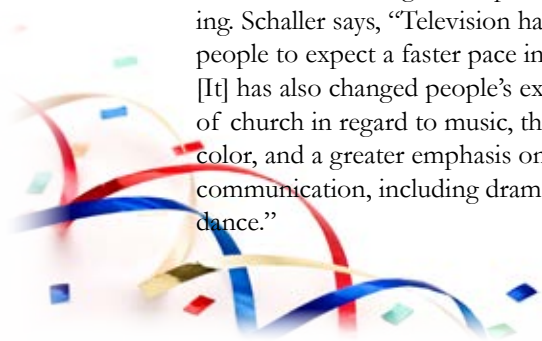 ing. Schaller says, “Television ha
people to expect a faster pace in
[It] has also changed people’s ex
of church in regard to music, th
color, and a greater emphasis on
communication, including dram
dance.”